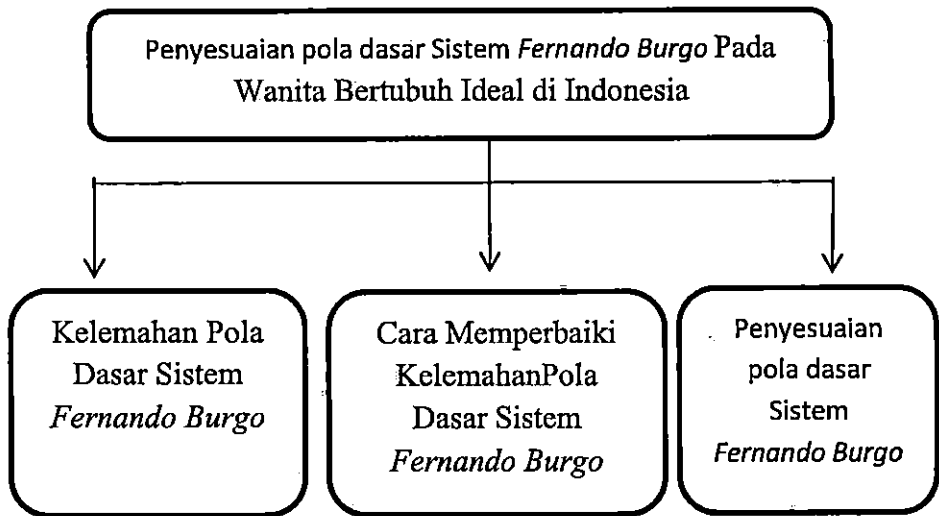 Penyesuaian pola dasar Sistem Fernando Burgo Pada
Wanita Bertubuh Ideal di Indonesia
Kelemahan Pola
Dasar Sistem
Fernando Burgo
Cara Memperbaiki
KelemahanPola
Dasar Sistem
Fernando Burgo
Penyesuaian
pola dasar
Sistem
Fernando Burgo